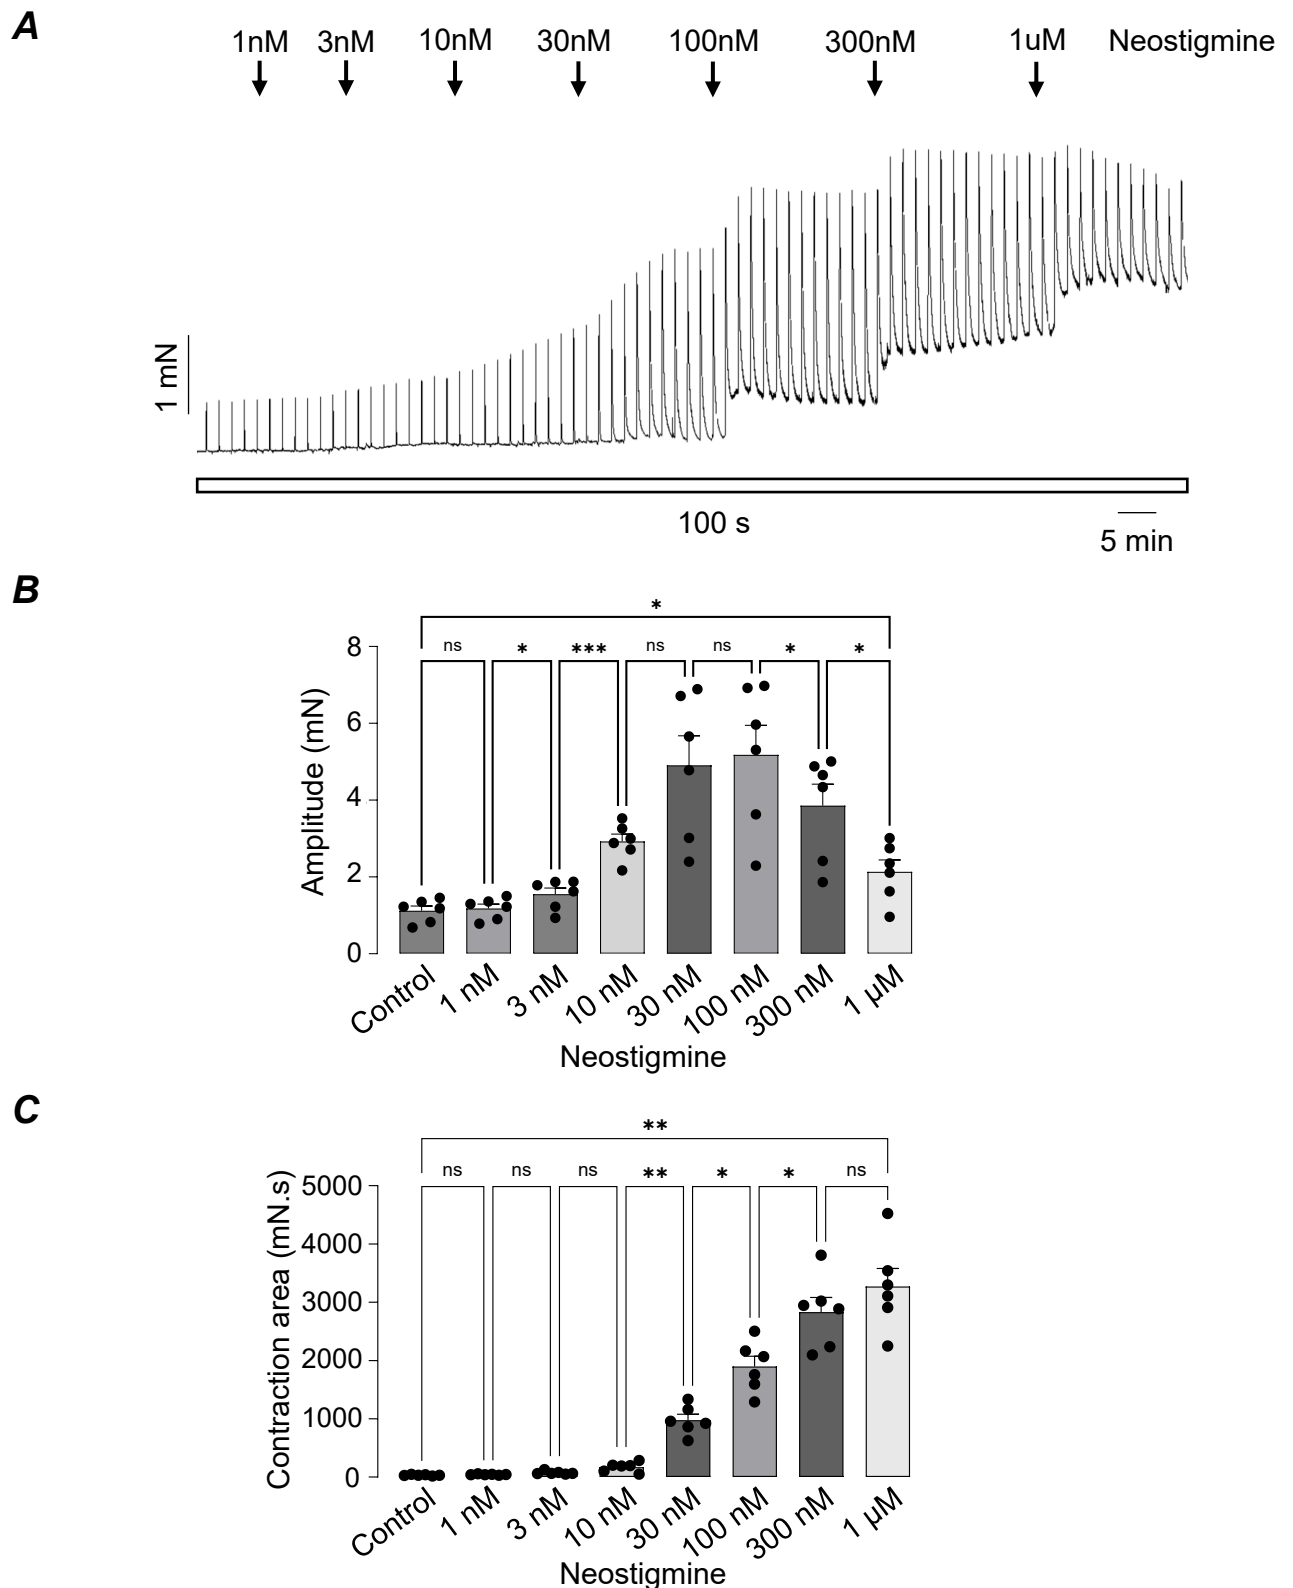 A
1nM 3nM 10nM 30nM 100nM 300nM 1uM Neostigmine
1 mN
100 s
5 min
B
*
ns * *** ns ns * *
8
6
4
2
0
Amplitude (mN)
Control 1 nM 3 nM 10 nM 30 nM 100 nM 300 nM 1 µM
Neostigmine
C
**
ns ns ns ** * * ns
5000
4000
3000
2000
1000
0
Contraction area (mN.s)
Control 1 nM 3 nM 10 nM 30 nM 100 nM 300 nM 1 µM
Neostigmine